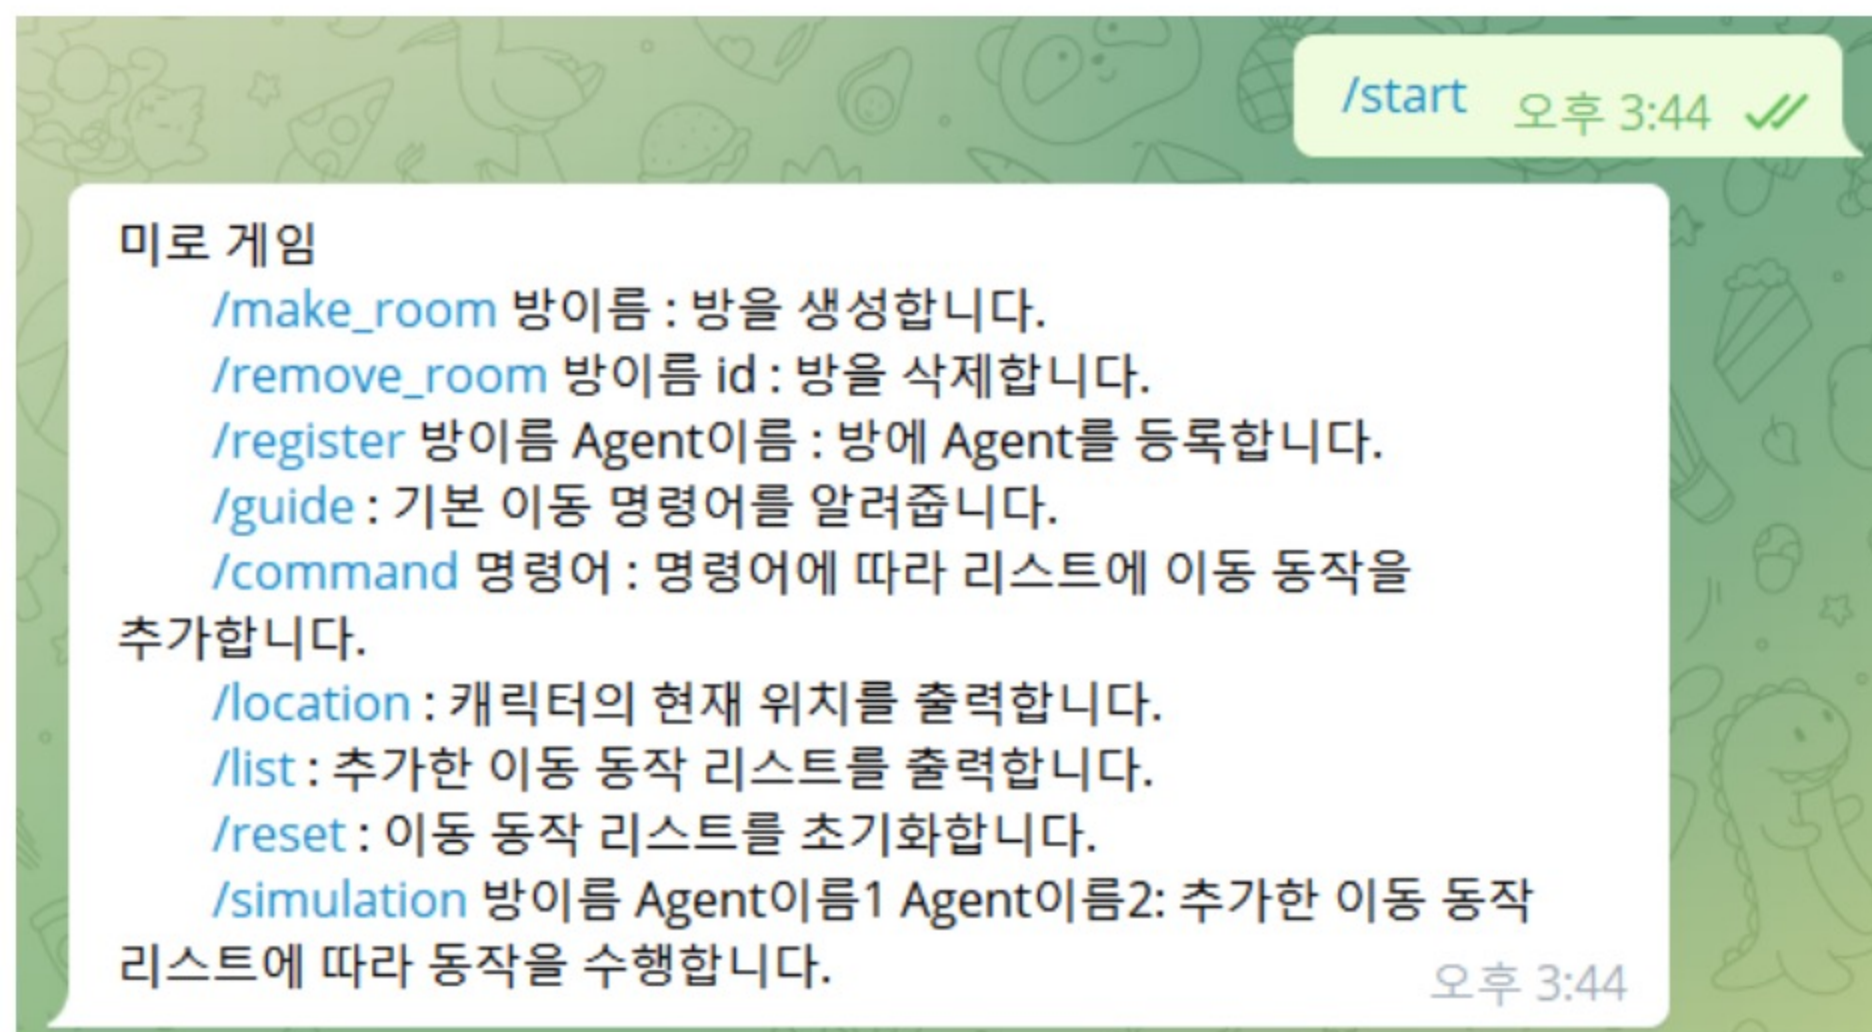 /start 오후 3:44
미로 게임
/make_room 방이름 : 방을 생성합니다.
/remove_room 방이름 id : 방을 삭제합니다.
/register 방이름 Agent이름 : 방에 Agent를 등록합니다.
/guide : 기본 이동 명령어를 알려줍니다.
/command 명령어 : 명령어에 따라 리스트에 이동 동작을
추가합니다.
/location : 캐릭터의 현재 위치를 출력합니다.
/list : 추가한 이동 동작 리스트를 출력합니다.
/reset : 이동 동작 리스트를 초기화합니다.
/simulation 방이름 Agent이름1 Agent이름2: 추가한 이동 동작
리스트에 따라 동작을 수행합니다.
오후 3:44